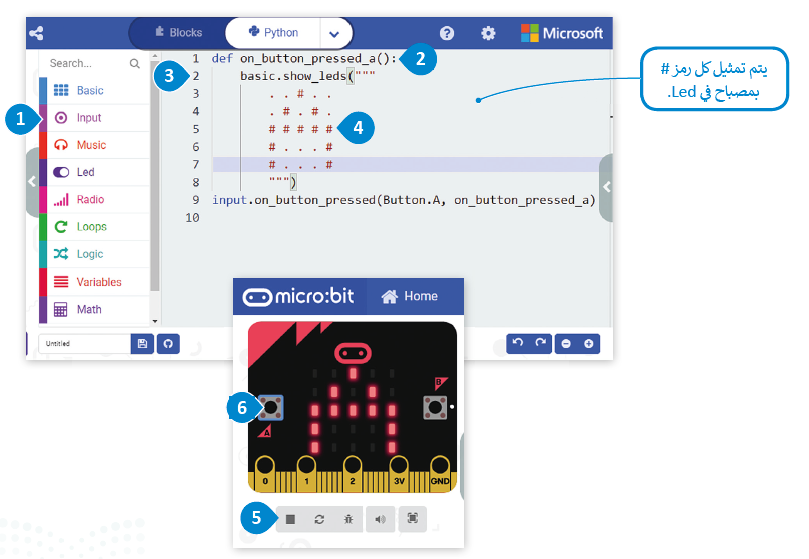 Blocks
Python
Microsoft
Search...
Basic
Input
Music
Led
Radio
Loops
Logic
Variables
Math
1
2
3
4
1 def on_button_pressed_a():
2 basic.show_leds("""
3 . . # . .
4 . # . # .
5 # # # # #
6 # . . . #
7 # . . . #
8 """)
9 input.on_button_pressed(Button.A, on_button_pressed_a)
10
يتم تمثيل كل رمز #
بمصباح في Led.
Untitled
micro:bit
Home
B
6
A
0 1 2 3V GND
5